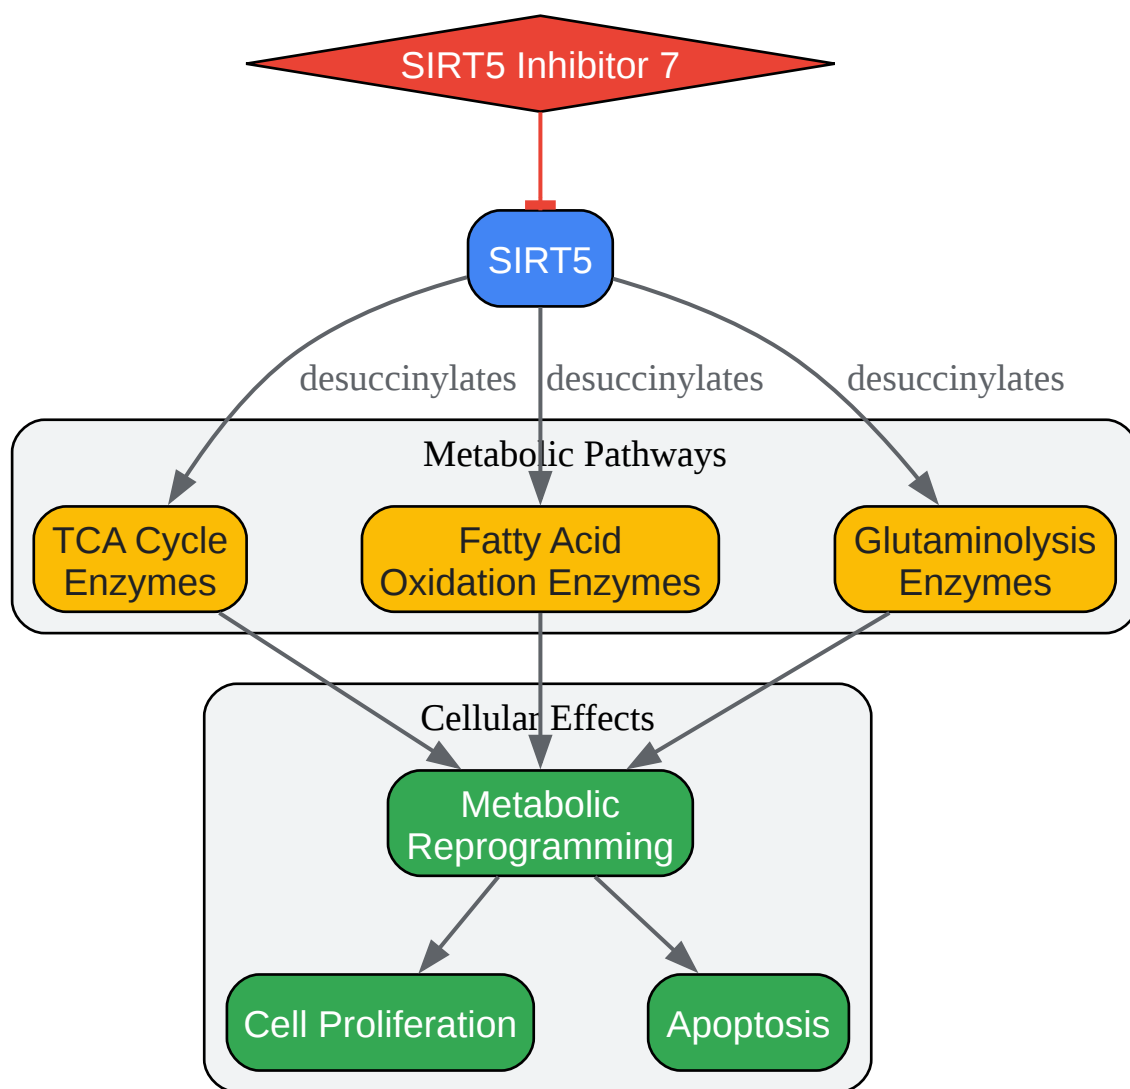 SIRT5 Inhibitor 7
SIRT5
desuccinylates
desuccinylates
desuccinylates
Metabolic Pathways
TCA Cycle
Enzymes
Fatty Acid
Oxidation Enzymes
Glutaminolysis
Enzymes
Cellular Effects
Metabolic
Reprogramming
Cell Proliferation
Apoptosis